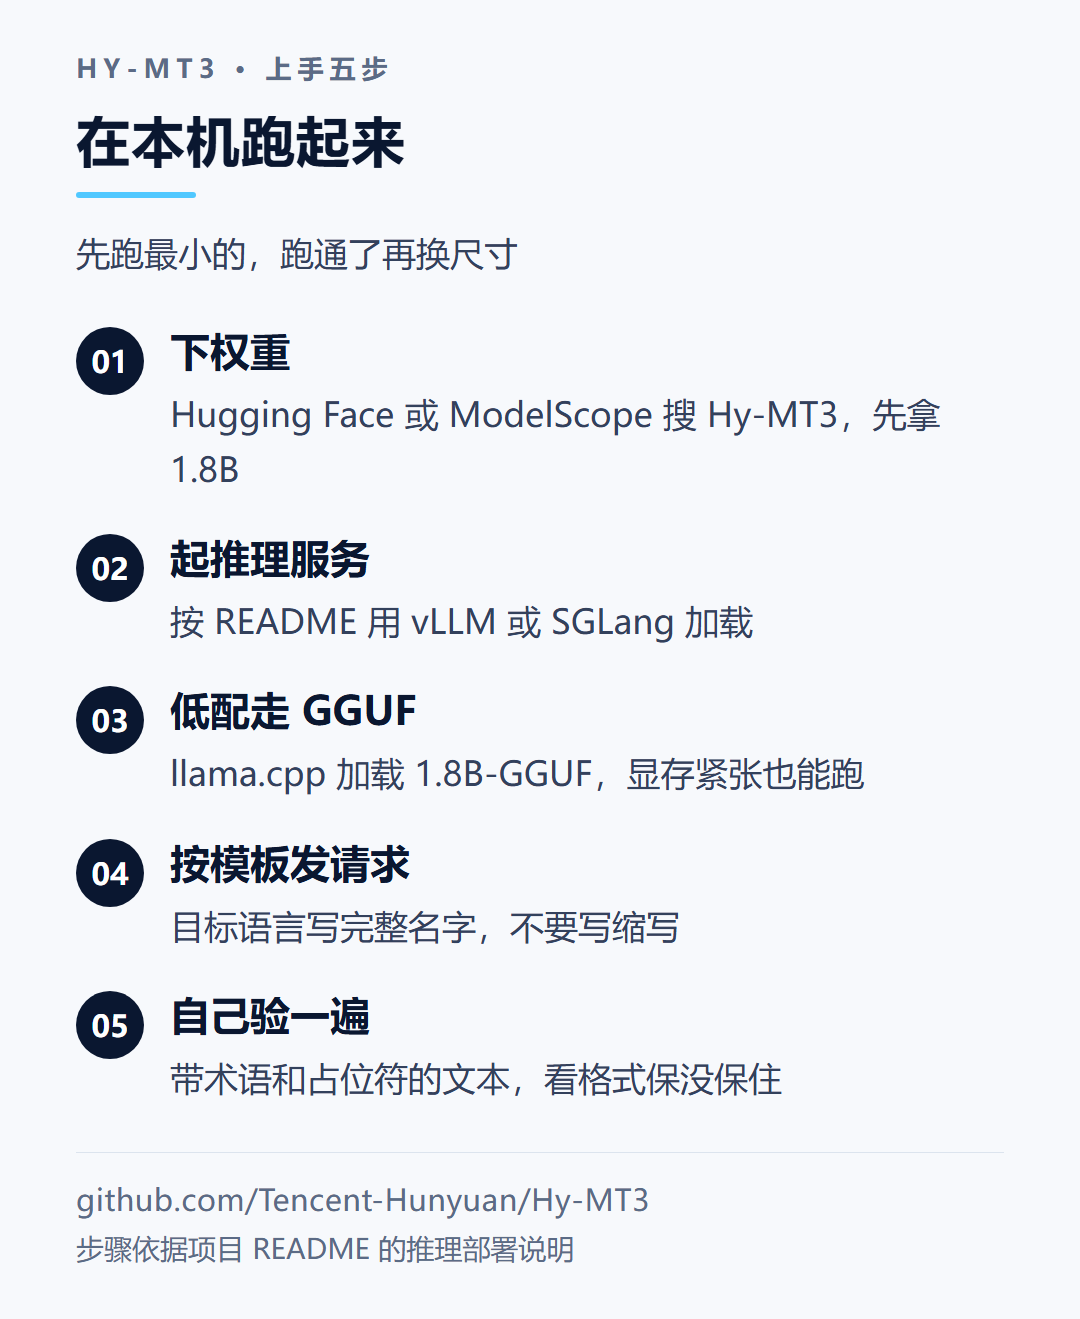 HY-MT3 • 上手五步
在本机跑起来
先跑最小的，跑通了再换尺寸
01
下权重
Hugging Face 或 ModelScope 搜 Hy-MT3，先拿
1.8B
02
起推理服务
按 README 用 vLLM 或 SGLang 加载
03
低配走 GGUF
llama.cpp 加载 1.8B-GGUF，显存紧张也能跑
04
按模板发请求
目标语言写完整名字，不要写缩写
05
自己验一遍
带术语和占位符的文本，看格式保没保住
github.com/Tencent-Hunyuan/Hy-MT3
步骤依据项目 README 的推理部署说明